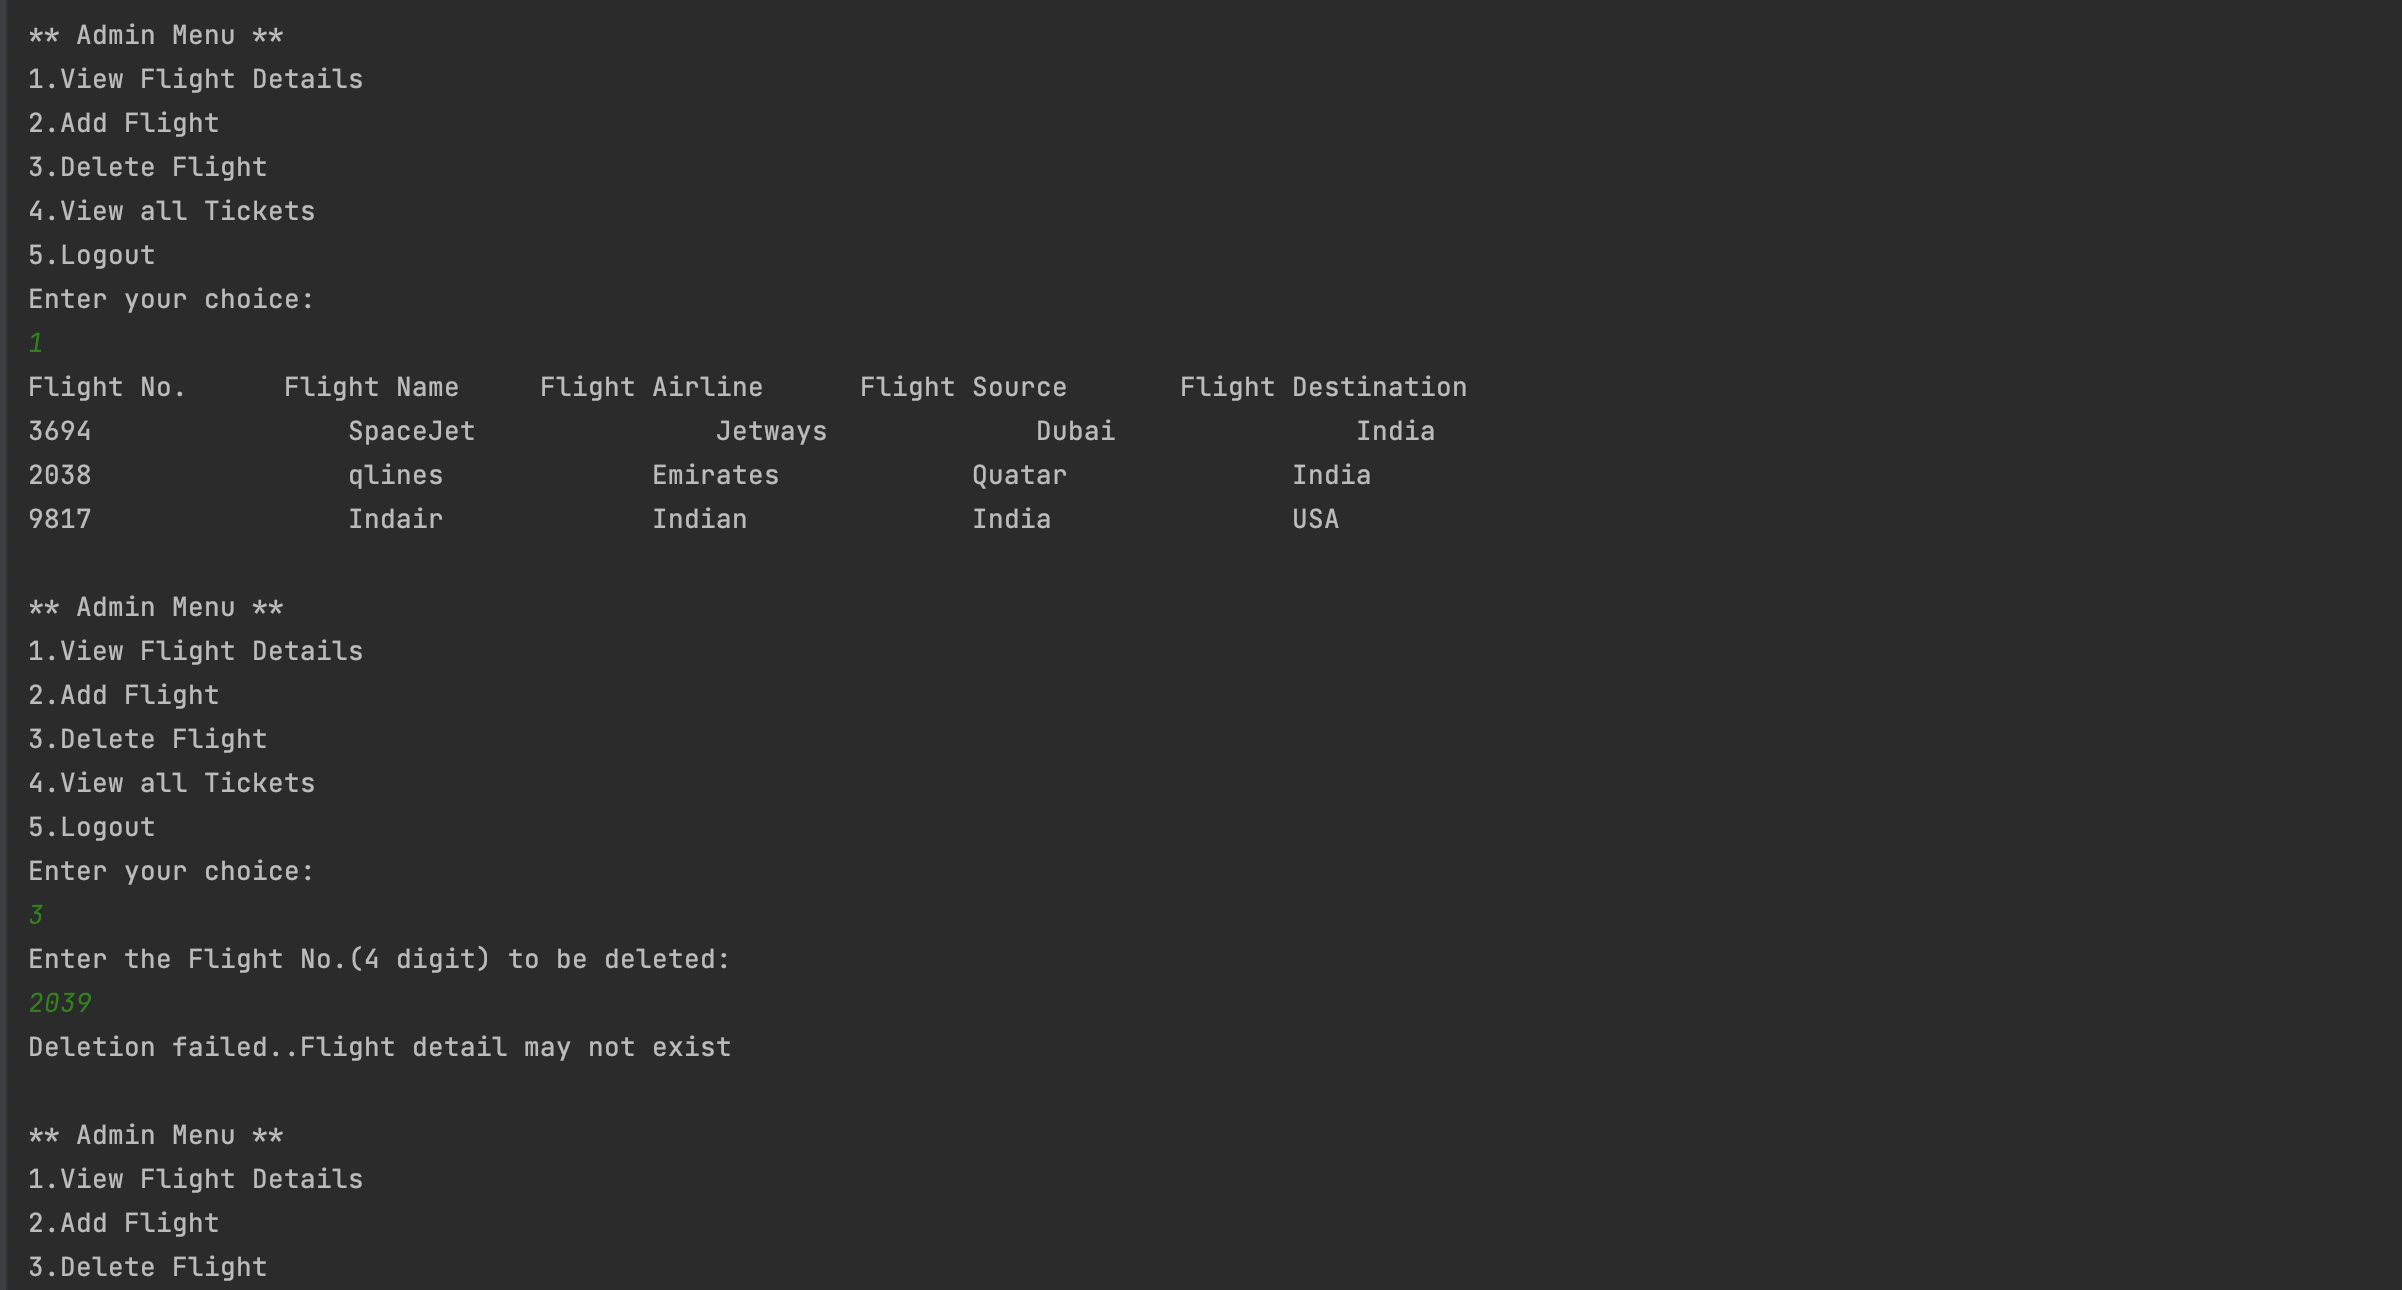 ** Admin Menu **
1.View Flight Details
2.Add Flight
3.Delete Flight
4.View all Tickets
5.Logout
Enter your choice:
1
Flight No.      Flight Name     Flight Airline      Flight Source       Flight Destination
3694                SpaceJet               Jetways             Dubai               India
2038                qlines             Emirates            Quatar              India
9817                Indair             Indian              India               USA

** Admin Menu **
1.View Flight Details
2.Add Flight
3.Delete Flight
4.View all Tickets
5.Logout
Enter your choice:
3
Enter the Flight No.(4 digit) to be deleted:
2039
Deletion failed..Flight detail may not exist

** Admin Menu **
1.View Flight Details
2.Add Flight
3.Delete Flight